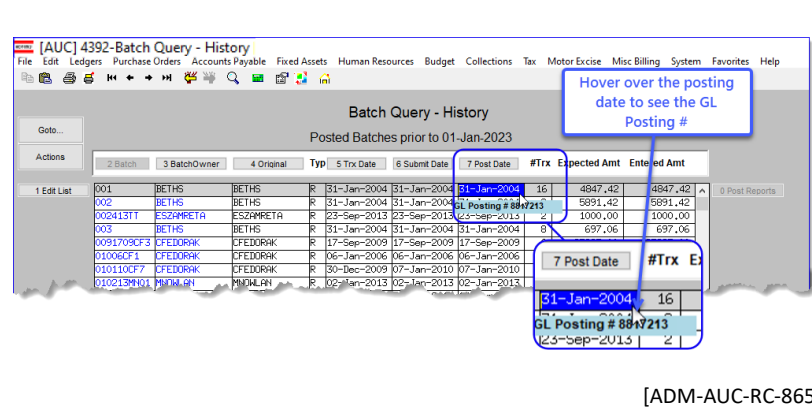 [AUC] 4392-Batch Query - History
File Edit Ledgers Purchase Orders Accounts Payable Fixed Assets Human Resources Budget Collections Tax Motor Excise Misc Billing System Favorites Help
Hover over the posting
date to see the GL
Posting #
Batch Query - History
Goto...
Posted Batches prior to 01-Jan-2023
Actions
2 Batch 3 BatchOwner 4 Original Typ 5 Trx Date 6 Submit Date 7 Post Date #Trx Expected Amt Entered Amt
1 Edit List 001 BETHS BETHS R 31-Jan-2004 31-Jan-2004 31-Jan-2004 16 4847.42 4847.42 0 Post Reports
002 BETHS BETHS R 31-Jan-2004 31-Jan-2004 5891.42 5891.42
GL Posting # 8817213
002413TT ESZAMRETA ESZAMRETA R 23-Sep-2013 23-Sep-2013 23-Sep-2013 2 1000.00 1000.00
003 BETHS BETHS R 31-Jan-2004 31-Jan-2004 31-Jan-2004 8 697.06 697.06
0091709CF3 CFEDORAK CFEDORAK R 17-Sep-2009 17-Sep-2009 17-Sep-2009
01006CF1 CFEDORAK CFEDORAK R 06-Jan-2006 06-Jan-2006 06-Jan-2006
010110CF7 CFEDORAK CFEDORAK R 30-Dec-2009 07-Jan-2010 07-Jan-2010
010213MNO1 MNOWLAN MNOWLAN R 02-Jan-2013 02-Jan-2013 02-Jan-2013
7 Post Date #Trx
31-Jan-2004 16
GL Posting # 8817213
23-Sep-2013 2
[ADM-AUC-RC-865